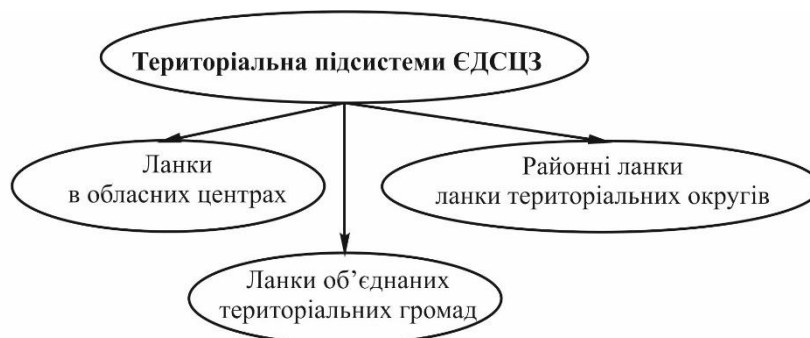 Територіальна підсистеми ЄДСЦЗ
Ланки
в обласних центрах
Районні ланки
ланки територіальних округів
Ланки об’єднаних
територіальних громад